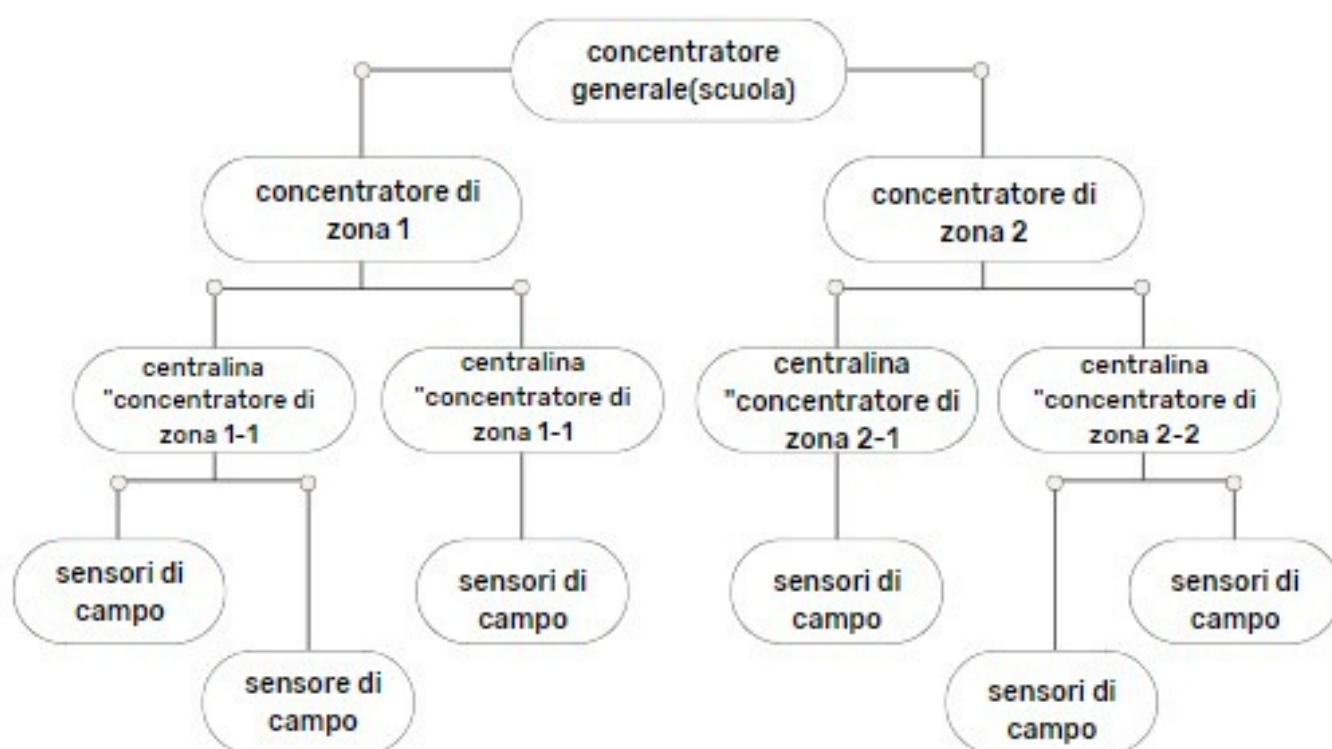 concentratore
generale(scuola)
concentratore di
zona 1
concentratore di
zona 2
centralina
"concentratore di
zona 1-1
centralina
"concentratore di
zona 1-1
centralina
"concentratore di
zona 2-1
centralina
"concentratore di
zona 2-2
sensori di
campo
sensore di
campo
sensori di
campo
sensori di
campo
sensori di
campo
sensori di
campo